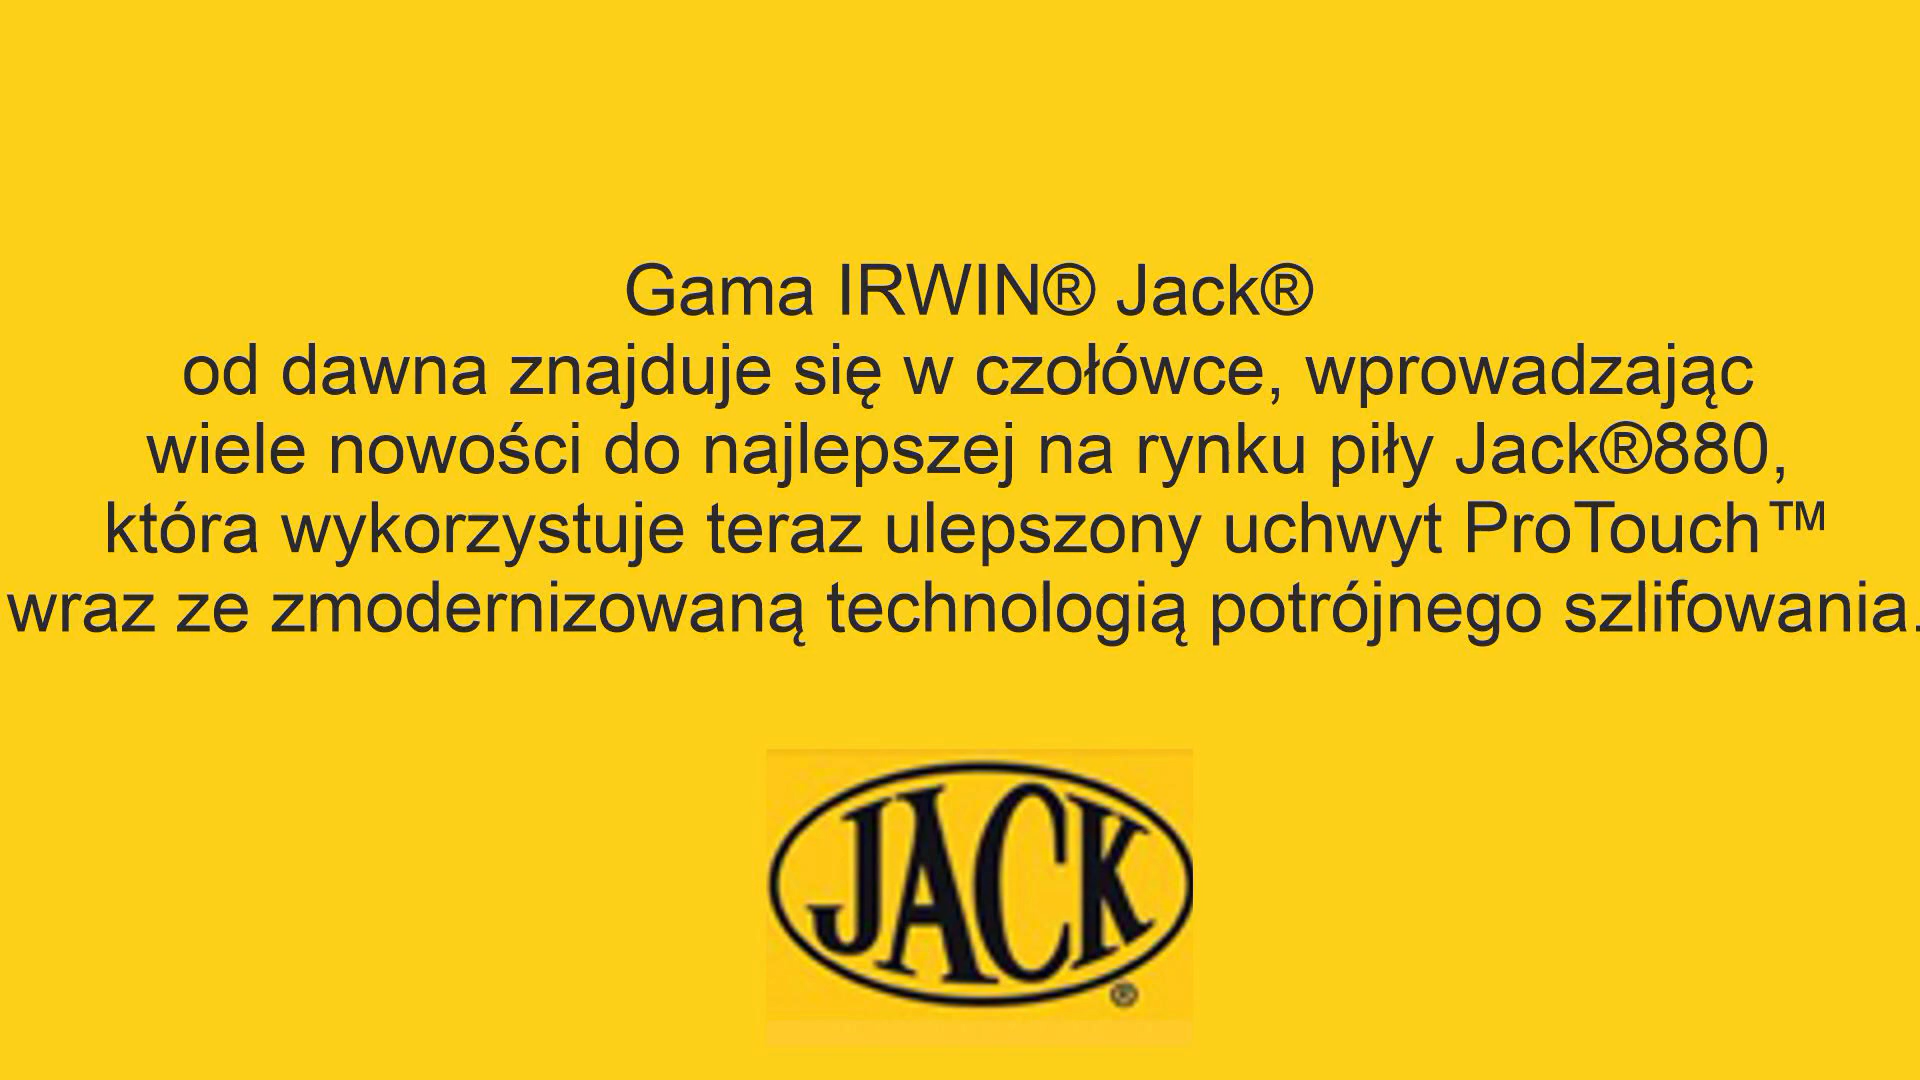 Gama IRWIN® Jack®
od dawna znajduje się w czołówce, wprowadzając
wiele nowości do najlepszej na rynku piły Jack®880,
która wykorzystuje teraz ulepszony uchwyt ProTouch™
wraz ze zmodernizowaną technologią potrójnego szlifowania.
JACK®